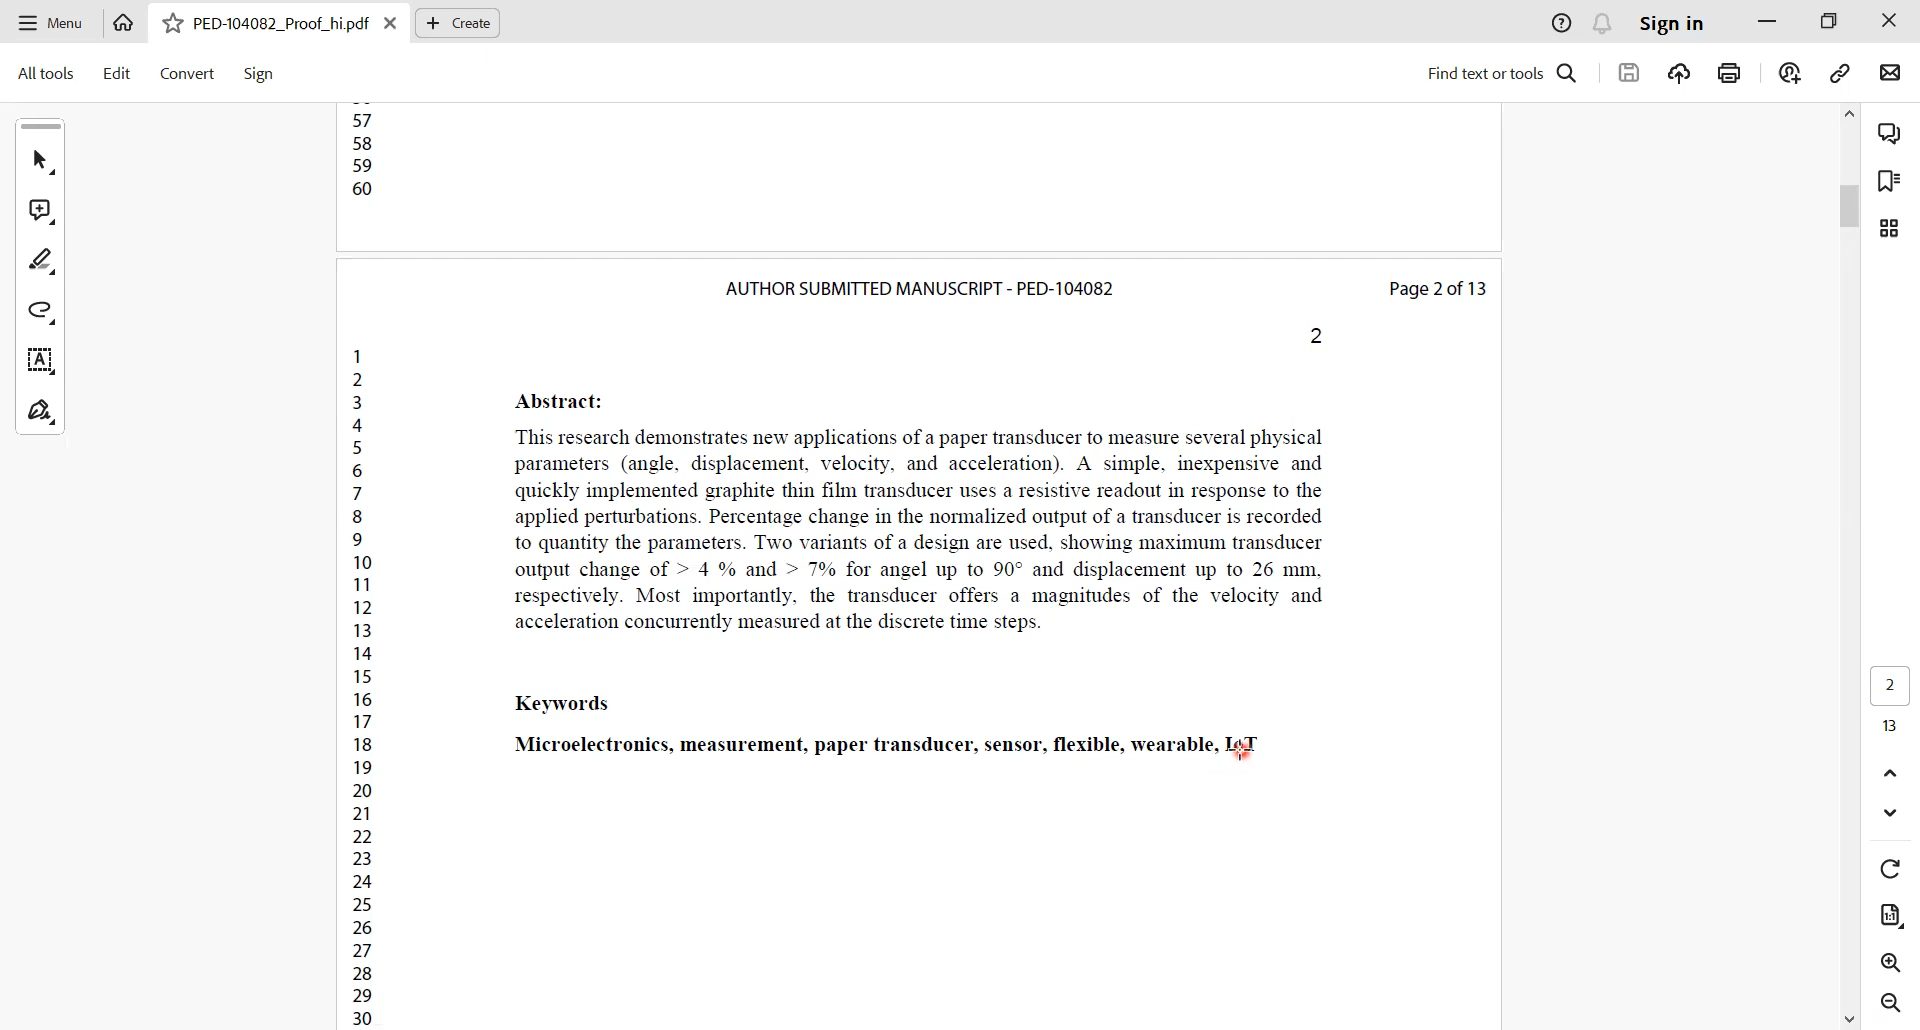 Menu
PED-104082_Proof_hi.pdf
Create
Sign in
All tools
Edit
Convert
Sign
Find text or tools
57
58
59
60
AUTHOR SUBMITTED MANUSCRIPT - PED-104082
Page 2 of 13
2
1
2
3
4
5
6
7
8
9
10
11
12
13
14
15
16
17
18
19
20
21
22
23
24
25
26
27
28
29
30
Abstract:
This research demonstrates new applications of a paper transducer to measure several physical
parameters (angle, displacement, velocity, and acceleration). A simple, inexpensive and
quickly implemented graphite thin film transducer uses a resistive readout in response to the
applied perturbations. Percentage change in the normalized output of a transducer is recorded
to quantity the parameters. Two variants of a design are used, showing maximum transducer
output change of > 4 % and > 7% for angel up to 90° and displacement up to 26 mm,
respectively. Most importantly, the transducer offers a magnitudes of the velocity and
acceleration concurrently measured at the discrete time steps.
Keywords
Microelectronics, measurement, paper transducer, sensor, flexible, wearable, IoT
2
13